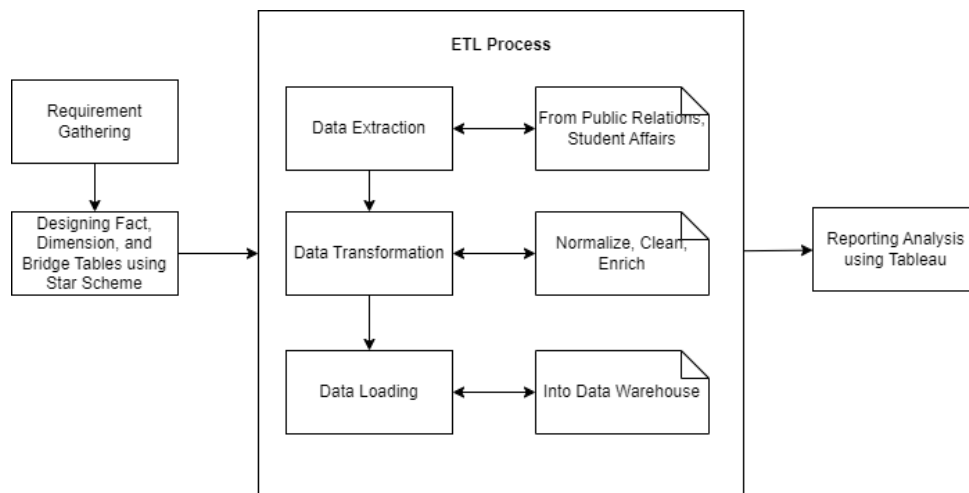 ETL Process
Requirement
Gathering
Designing Fact,
Dimension, and
Bridge Tables using
Star Scheme
Data Extraction
From Public Relations,
Student Affairs
Data Transformation
Normalize, Clean,
Enrich
Data Loading
Into Data Warehouse
Reporting Analysis
using Tableau